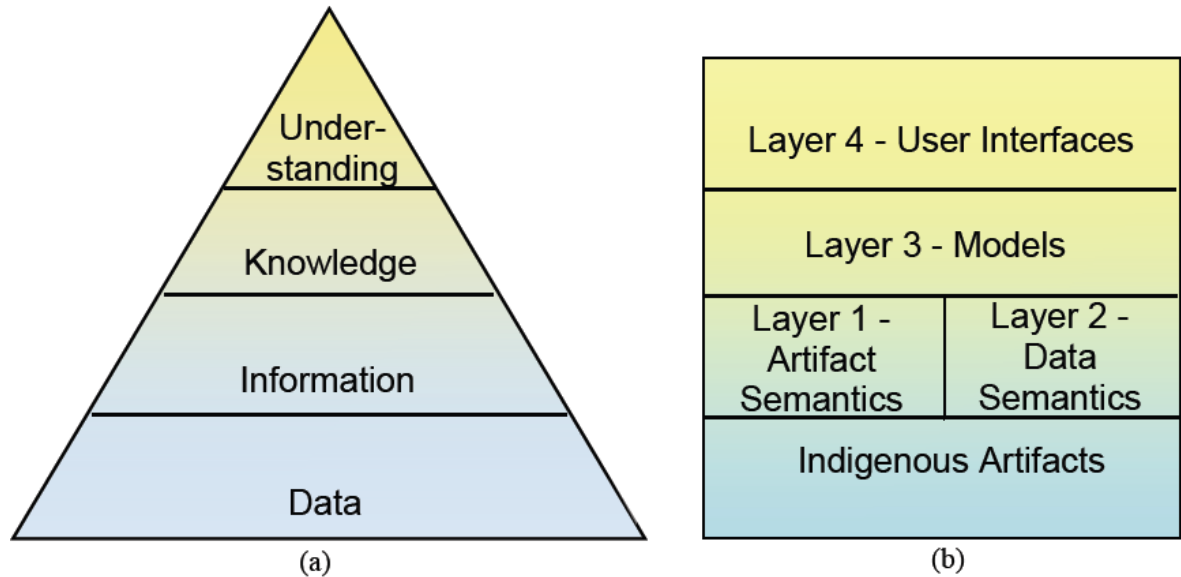 Under-
standing
Knowledge
Information
Data
(a)
Layer 4 - User Interfaces
Layer 3 - Models
Layer 1 -
Artifact
Semantics
Layer 2 -
Data
Semantics
Indigenous Artifacts
(b)